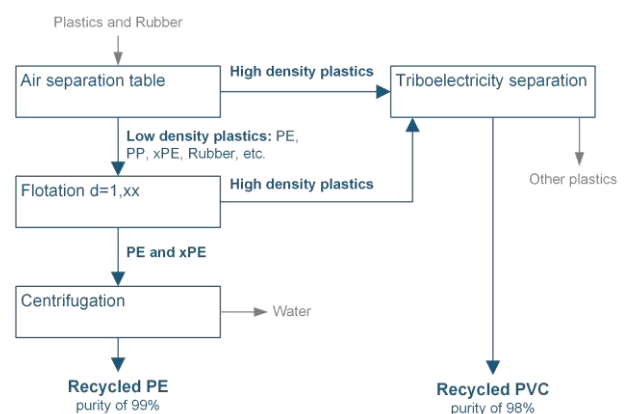 Plastics and Rubber
Air separation table
High density plastics
Triboelectricity separation
Low density plastics: PE,
PP, xPE, Rubber, etc.
Flotation d=1,xx
High density plastics
Other plastics
PE and xPE
Centrifugation
Water
Recycled PE
purity of 99%
Recycled PVC
purity of 98%